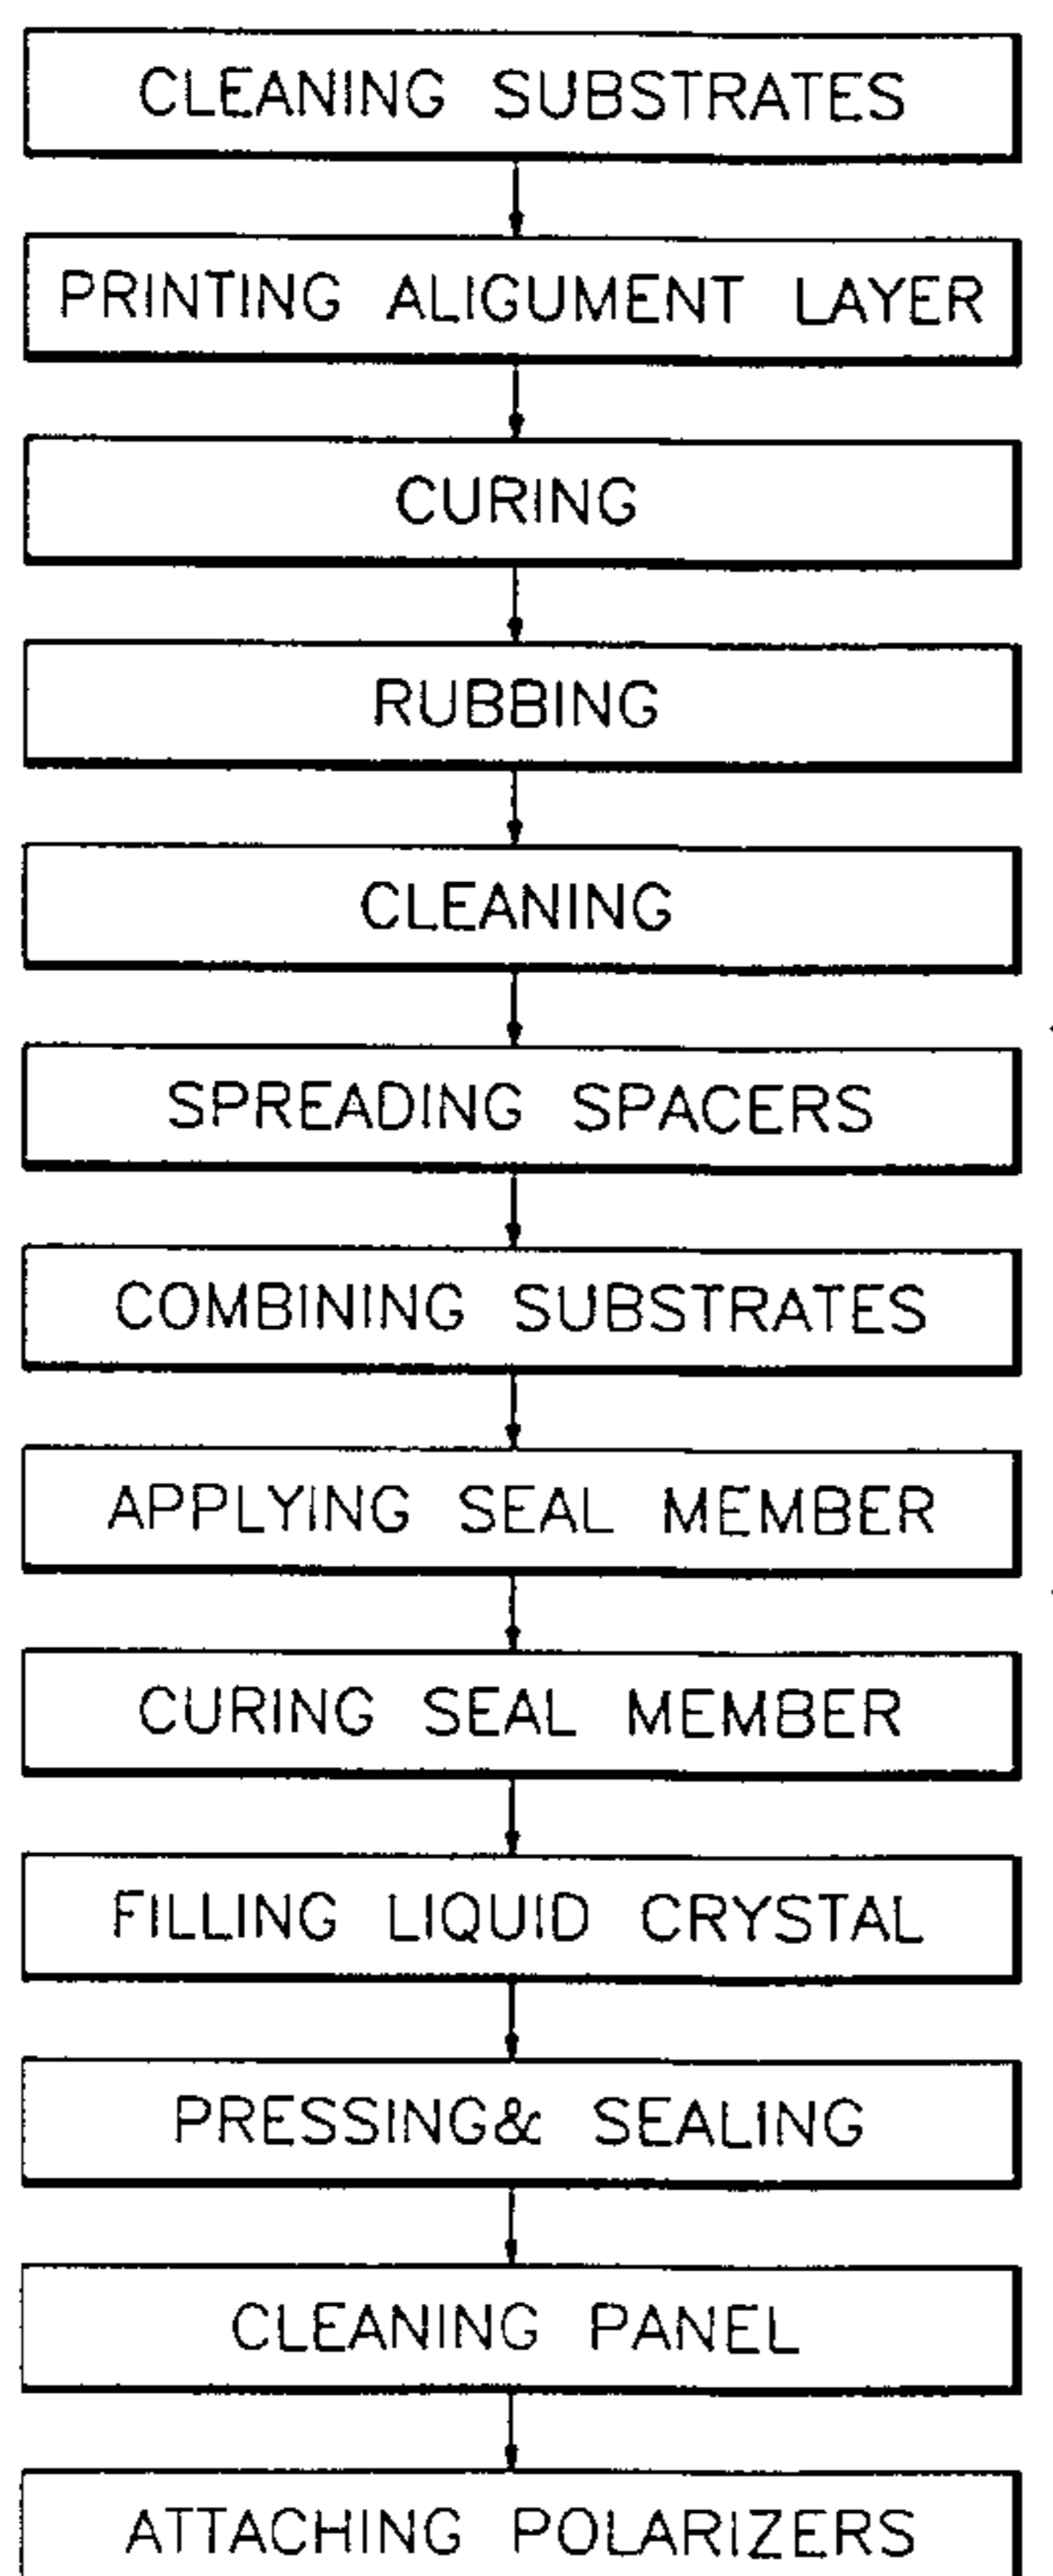 CLEANING SUBSTRATES
PRINTING ALIGUMENT LAYER
CURING
RUBBING
CLEANING
SPREADING SPACERS
COMBINING SUBSTRATES
APPLYING SEAL MEMBER
CURING SEAL MEMBER
FILLING LIQUID CRYSTAL
PRESSING& SEALING
CLEANING PANEL
ATTACHING POLARIZERS